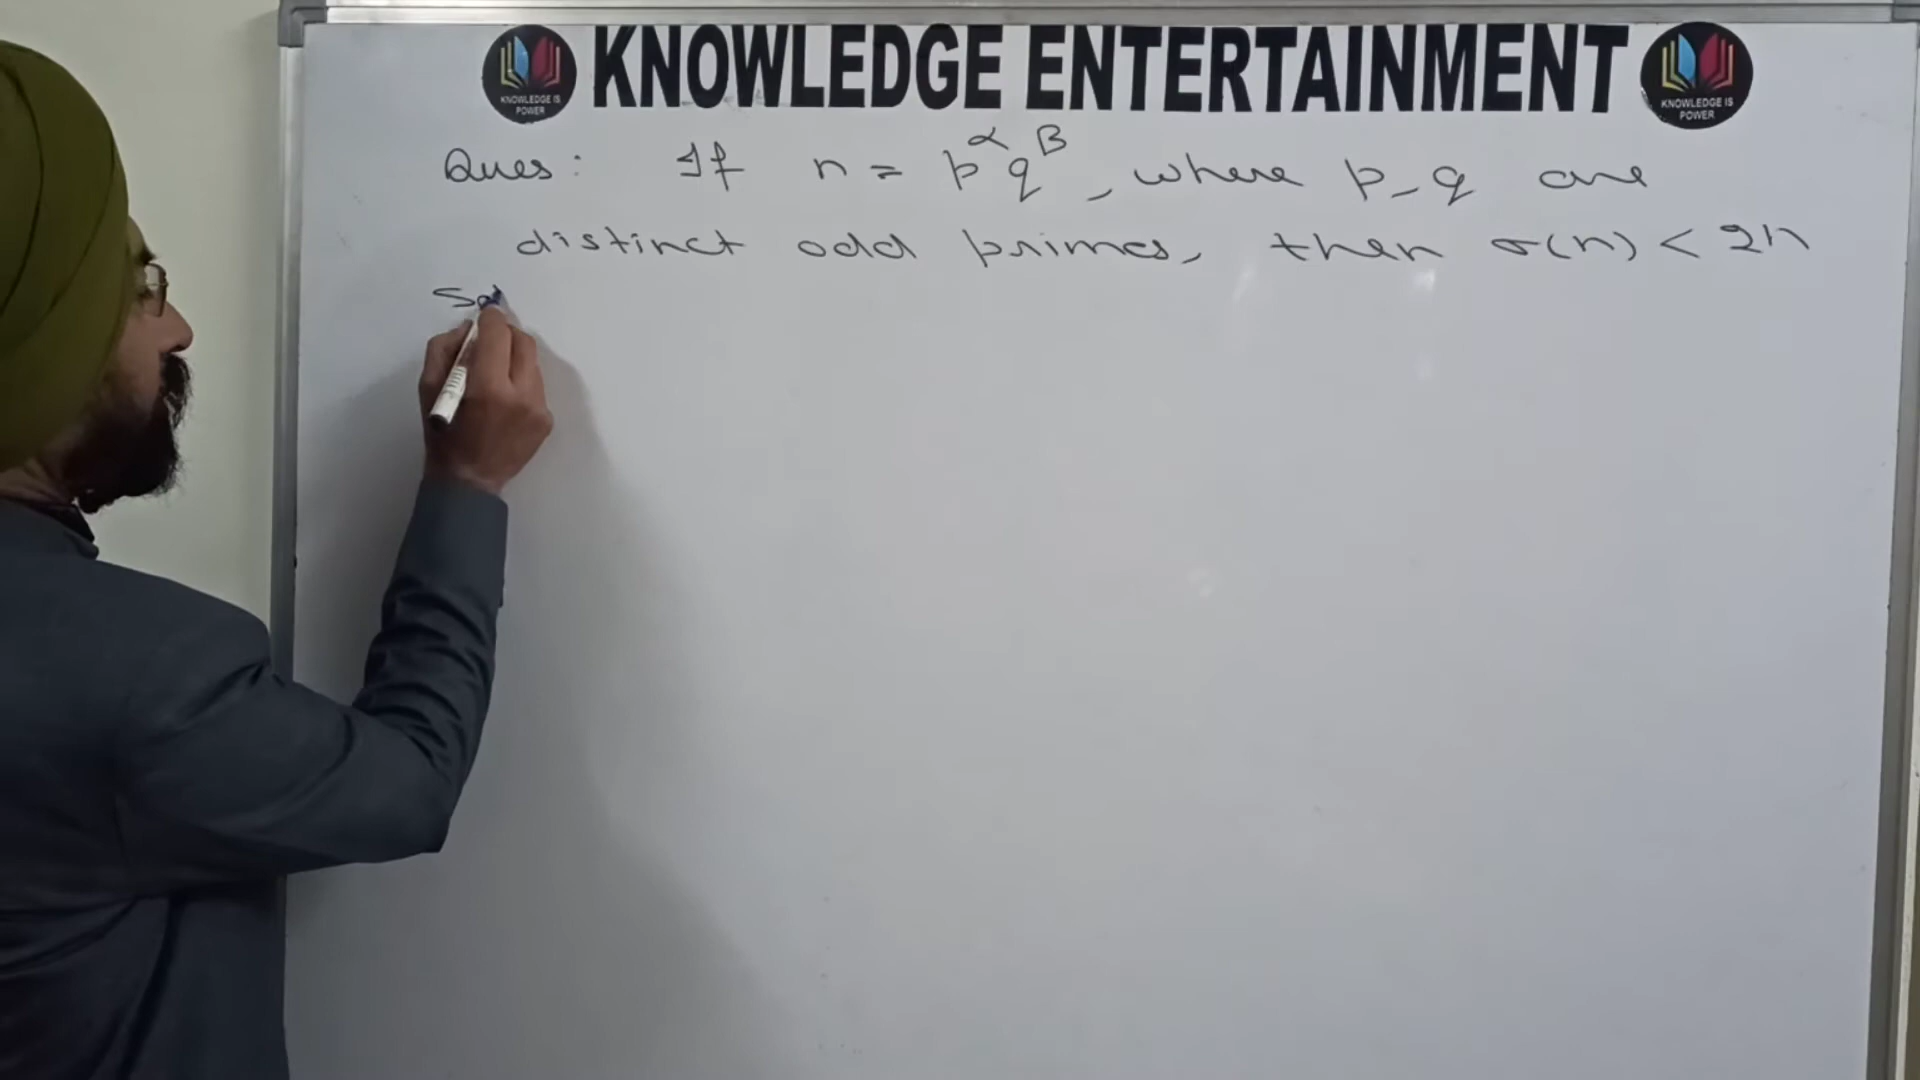 KNOWLEDGE IS POWER
KNOWLEDGE ENTERTAINMENT
KNOWLEDGE IS POWER
Ques: If n = p^α q^β, where p, q are
distinct odd primes, then σ(n) < 2n
Sol